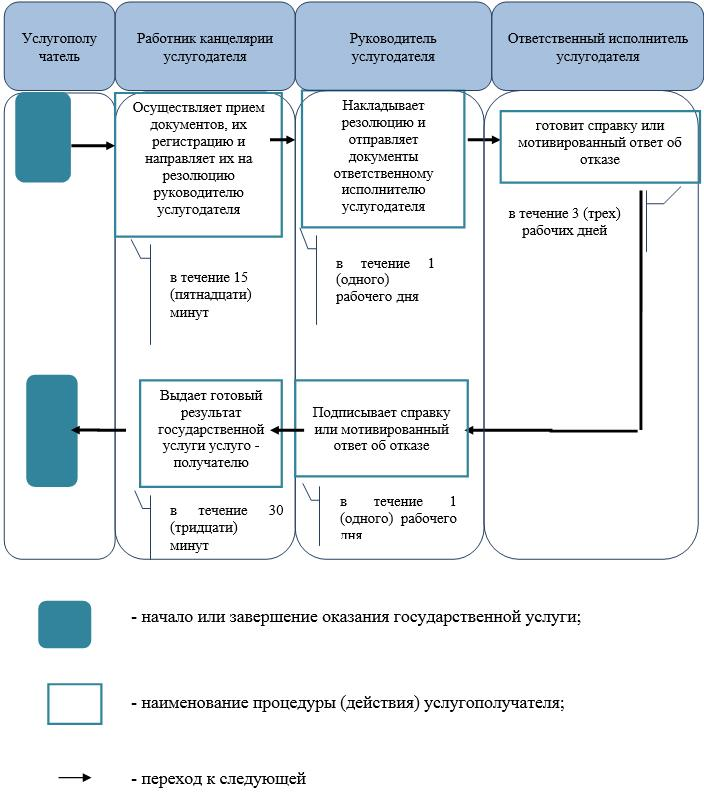 Услугополу
чатель
Работник канцелярии
услугодателя
Руководитель
услугодателя
Ответственный исполнитель
услугодателя
Осуществляет прием
документов, их
регистрацию и
направляет их на
резолюцию
руководителю
услугодателя
Накладывает
резолюцию и
отправляет
документы
ответственному
исполнителю
услугодателя
готовит справку или
мотивированный ответ об
отказе
в течение 15
(пятнадцати)
минут
в течение 1
(одного)
рабочего дня
в течение 3 (трех)
рабочих дней
Выдает готовый
результат
государственной
услуги услуго -
получателю
Подписывает справку
или мотивированный
ответ об отказе
в течение 30
(тридцати)
минут
в течение 1
(одного) рабочего
дня
- начало или завершение оказания государственной услуги;
- наименование процедуры (действия) услугополучателя;
- переход к следующей